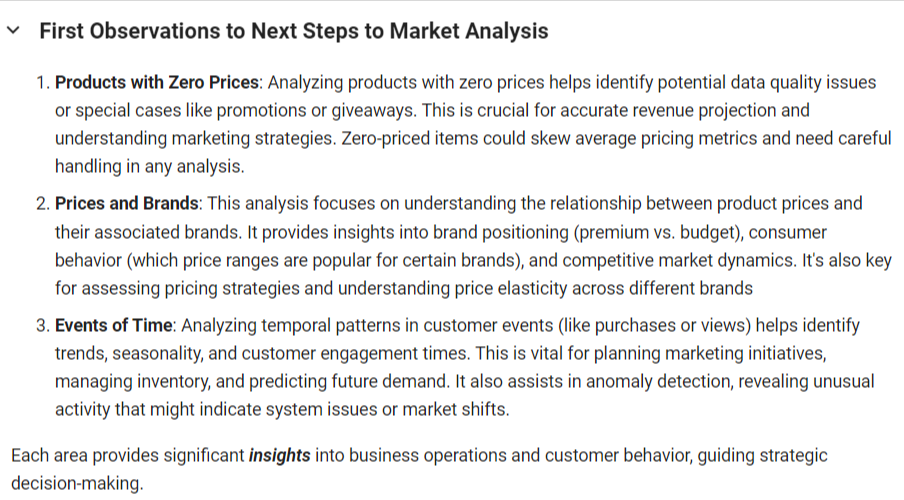 First Observations to Next Steps to Market Analysis
1. Products with Zero Prices: Analyzing products with zero prices helps identify potential data quality issues
or special cases like promotions or giveaways. This is crucial for accurate revenue projection and
understanding marketing strategies. Zero-priced items could skew average pricing metrics and need careful
handling in any analysis.
2. Prices and Brands: This analysis focuses on understanding the relationship between product prices and
their associated brands. It provides insights into brand positioning (premium vs. budget), consumer
behavior (which price ranges are popular for certain brands), and competitive market dynamics. It's also key
for assessing pricing strategies and understanding price elasticity across different brands
3. Events of Time: Analyzing temporal patterns in customer events (like purchases or views) helps identify
trends, seasonality, and customer engagement times. This is vital for planning marketing initiatives,
managing inventory, and predicting future demand. It also assists in anomaly detection, revealing unusual
activity that might indicate system issues or market shifts.
Each area provides significant insights into business operations and customer behavior, guiding strategic
decision-making.